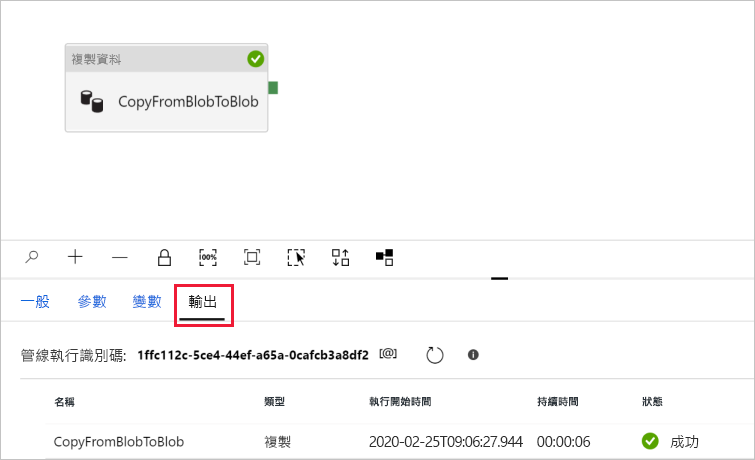 複製資料
CopyFromBlobToBlob
100%
一般 參數 變數 輸出
管線執行識別碼: 1ffc112c-5ce4-44ef-a65a-0cafcb3a8df2 [@]
名稱 類型 執行開始時間 持續時間 狀態
CopyFromBlobToBlob 複製 2020-02-25T09:06:27.944 00:00:06 成功